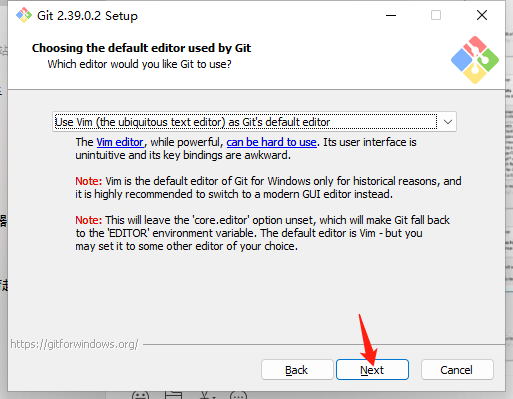 Git 2.39.0.2 Setup
站
Choosing the default editor used by Git
Which editor would you like Git to use?
Use Vim (the ubiquitous text editor) as Git's default editor
The Vim editor, while powerful, can be hard to use. Its user interface is
unintuitive and its key bindings are awkward.
Note: Vim is the default editor of Git for Windows only for historical reasons, and
it is highly recommended to switch to a modern GUI editor instead.
器
Note: This will leave the 'core.editor' option unset, which will make Git fall back
to the 'EDITOR' environment variable. The default editor is Vim - but you
may set it to some other editor of your choice.
https://gitforwindows.org/
Back Next Cancel